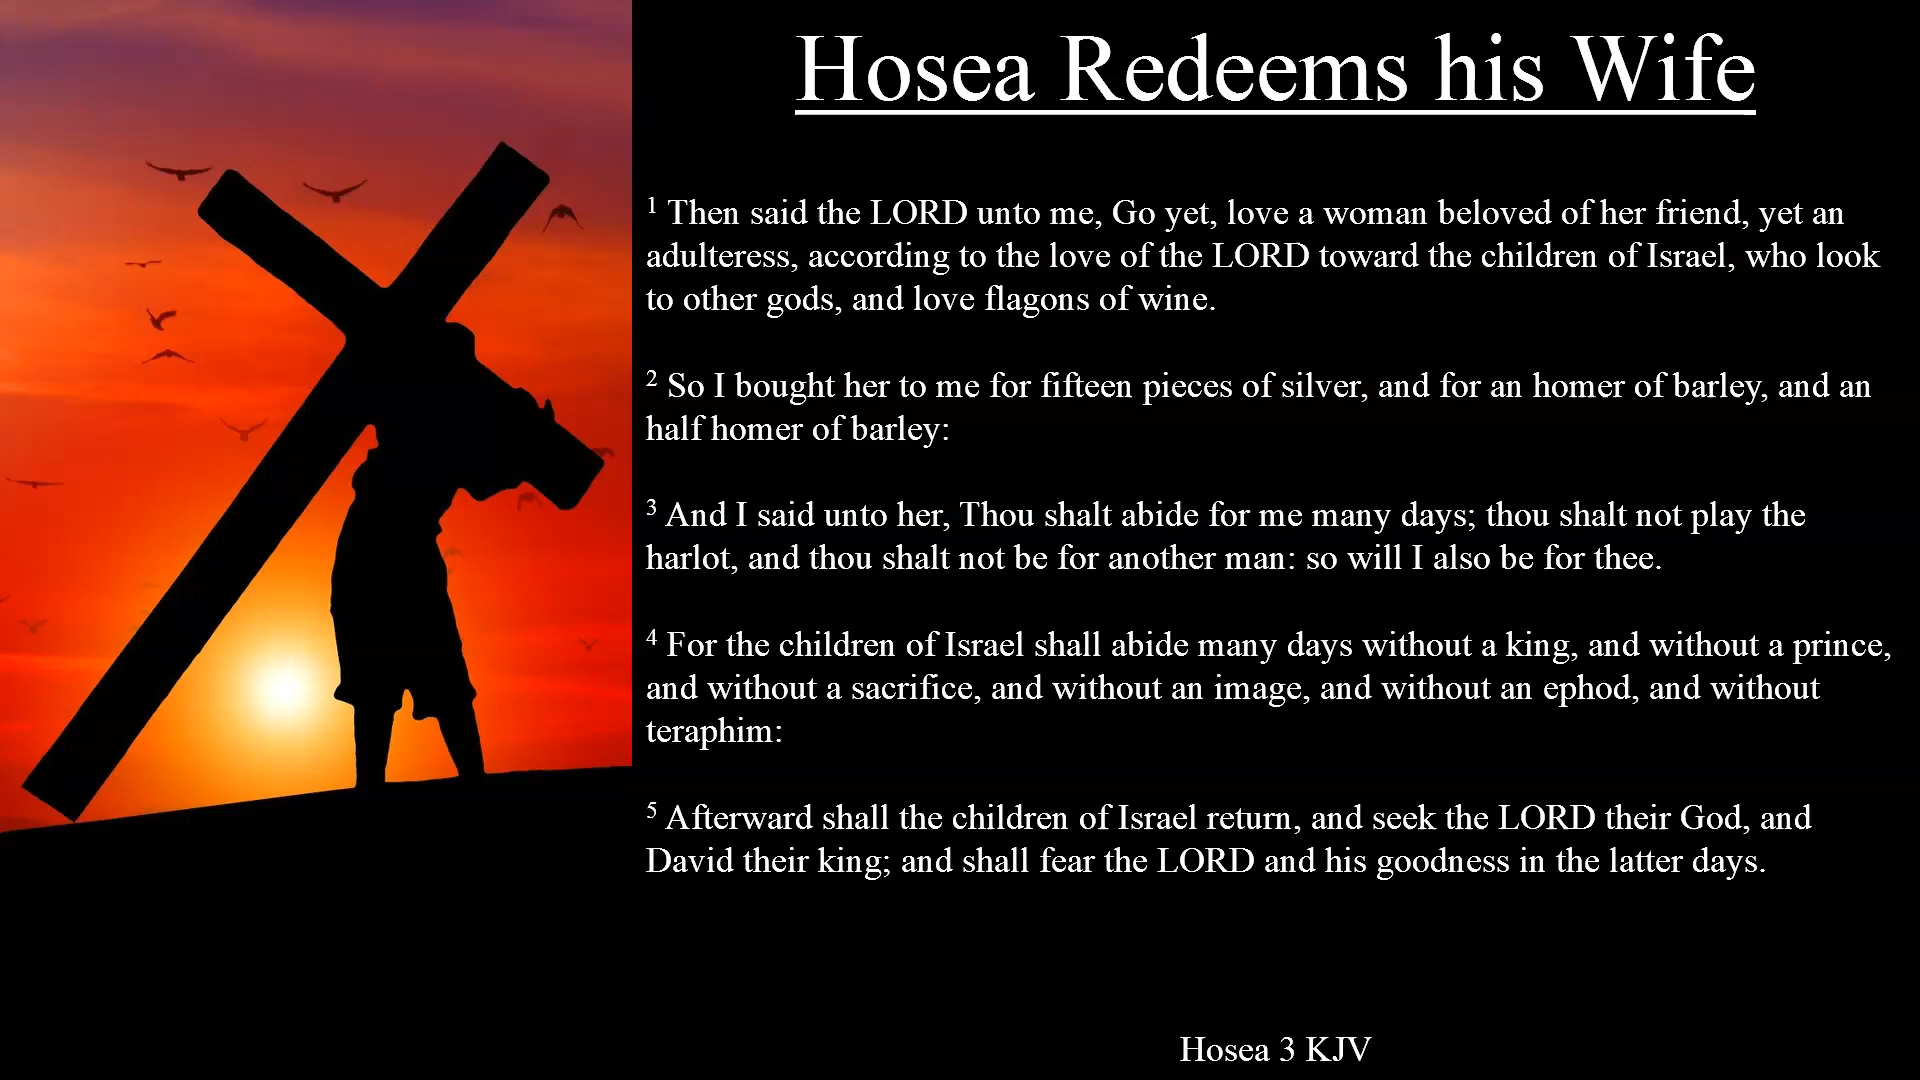 Hosea Redeems his Wife
1 Then said the LORD unto me, Go yet, love a woman beloved of her friend, yet an
adulteress, according to the love of the LORD toward the children of Israel, who look
to other gods, and love flagons of wine.
2 So I bought her to me for fifteen pieces of silver, and for an homer of barley, and an
half homer of barley:
3 And I said unto her, Thou shalt abide for me many days; thou shalt not play the
harlot, and thou shalt not be for another man: so will I also be for thee.
4 For the children of Israel shall abide many days without a king, and without a prince,
and without a sacrifice, and without an image, and without an ephod, and without
teraphim:
5 Afterward shall the children of Israel return, and seek the LORD their God, and
David their king; and shall fear the LORD and his goodness in the latter days.
Hosea 3 KJV